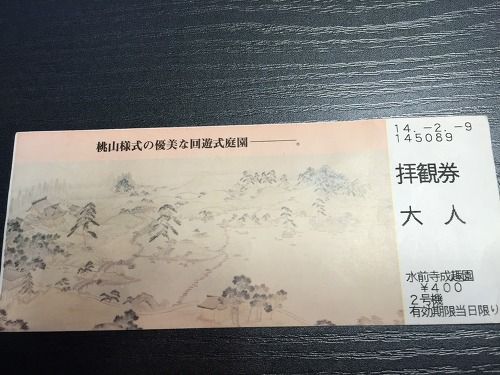 桃山様式の優美な回遊式庭園――。
14.-2.-9
145089
拝観券
大人
水前寺成趣園
¥400
2号機
有効期限当日限り